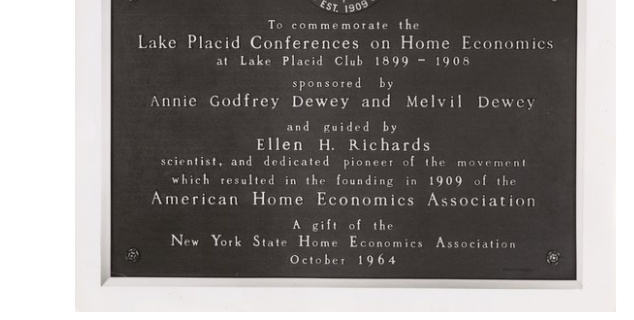 EST. 1909
To commemorate the
Lake Placid Conferences on Home Economics
at Lake Placid Club 1899 – 1908
sponsored by
Annie Godfrey Dewey and Melvil Dewey
and guided by
Ellen H. Richards
scientist, and dedicated pioneer of the movement
which resulted in the founding in 1909 of the
American Home Economics Association
A gift of the
New York State Home Economics Association
October 1964